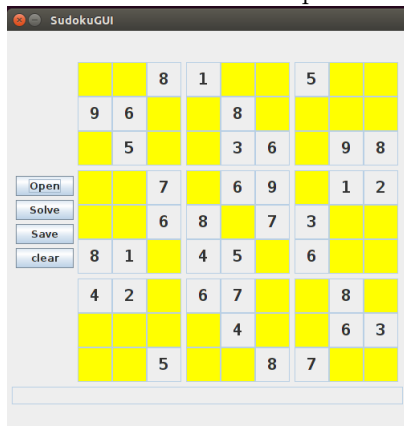 SudokuGUI
8 1 5
9 6 8
5 3 6 9 8
Open 7 6 9 1 2
Solve 6 8 7 3
Save
clear 8 1 4 5 6
4 2 6 7 8
4 6 3
5 8 7